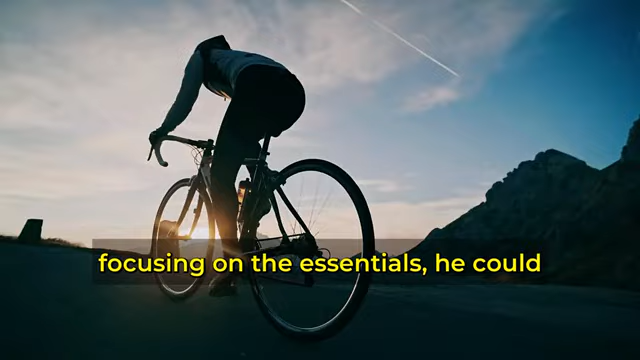 focusing on the essentials, he could